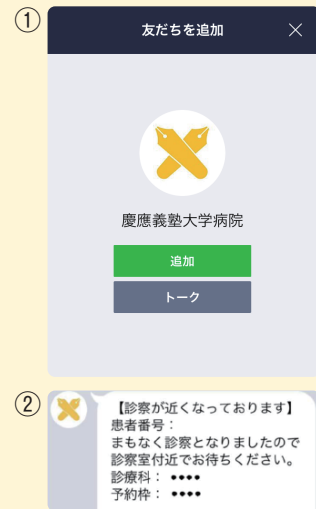 ①
友だちを追加
慶應義塾大学病院
追加
トーク
②
【診察が近くなっております】
患者番号:
まもなく診察となりましたので
診察室付近でお待ちください。
診療科: ●●●●
予約枠: ●●●●